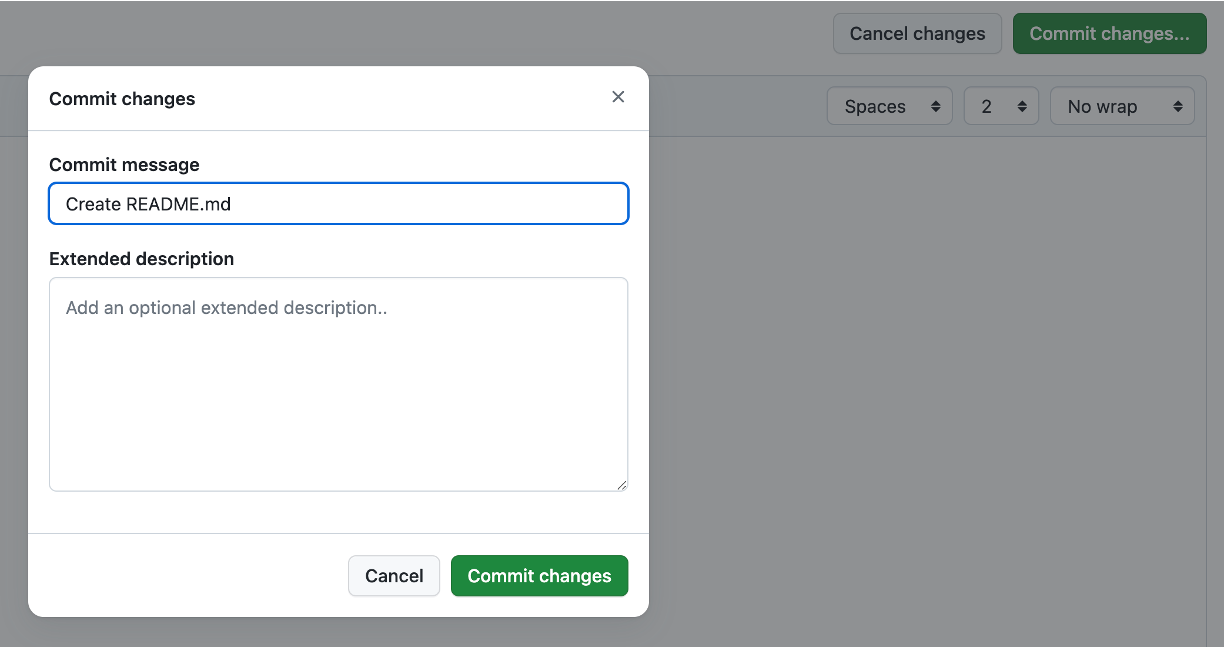 Cancel changes
Commit changes...
Commit changes
Spaces
2
No wrap
Commit message
Create README.md
Extended description
Add an optional extended description..
Cancel
Commit changes